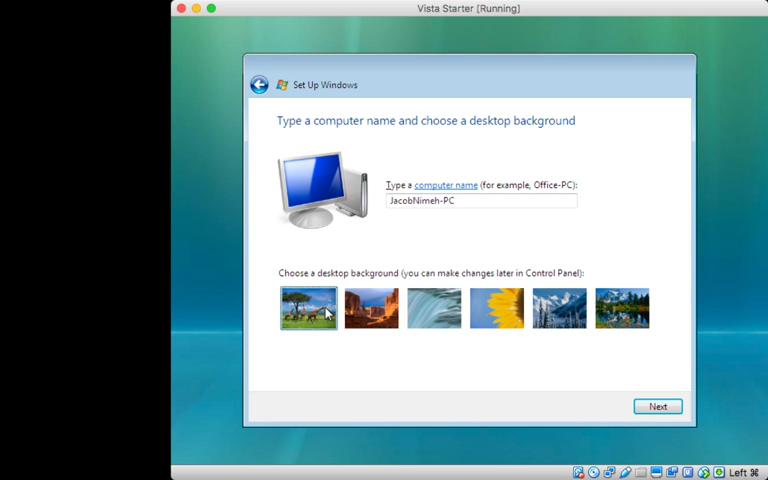 Vista Starter [Running]
Set Up Windows
Type a computer name and choose a desktop background
Type a computer name (for example, Office-PC):
JacobNimeh-PC
Choose a desktop background (you can make changes later in Control Panel):
Next
Left ⌘